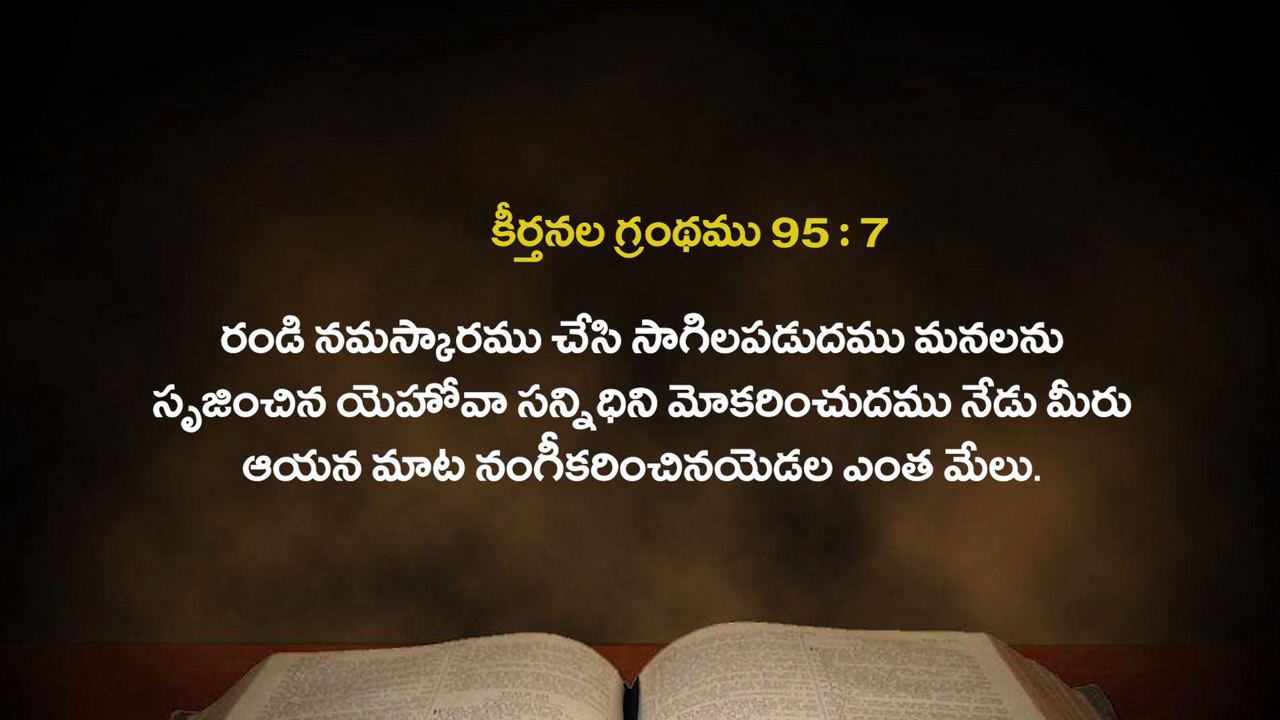 కీర్తనల గ్రంథము 95 : 7
రండి నమస్కారము చేసి సాగిలపడుదము మనలను
సృజించిన యెహోవా సన్నిధిని మోకరించుదము నేడు మీరు
ఆయన మాట నంగీకరించినయెడల ఎంత మేలు.